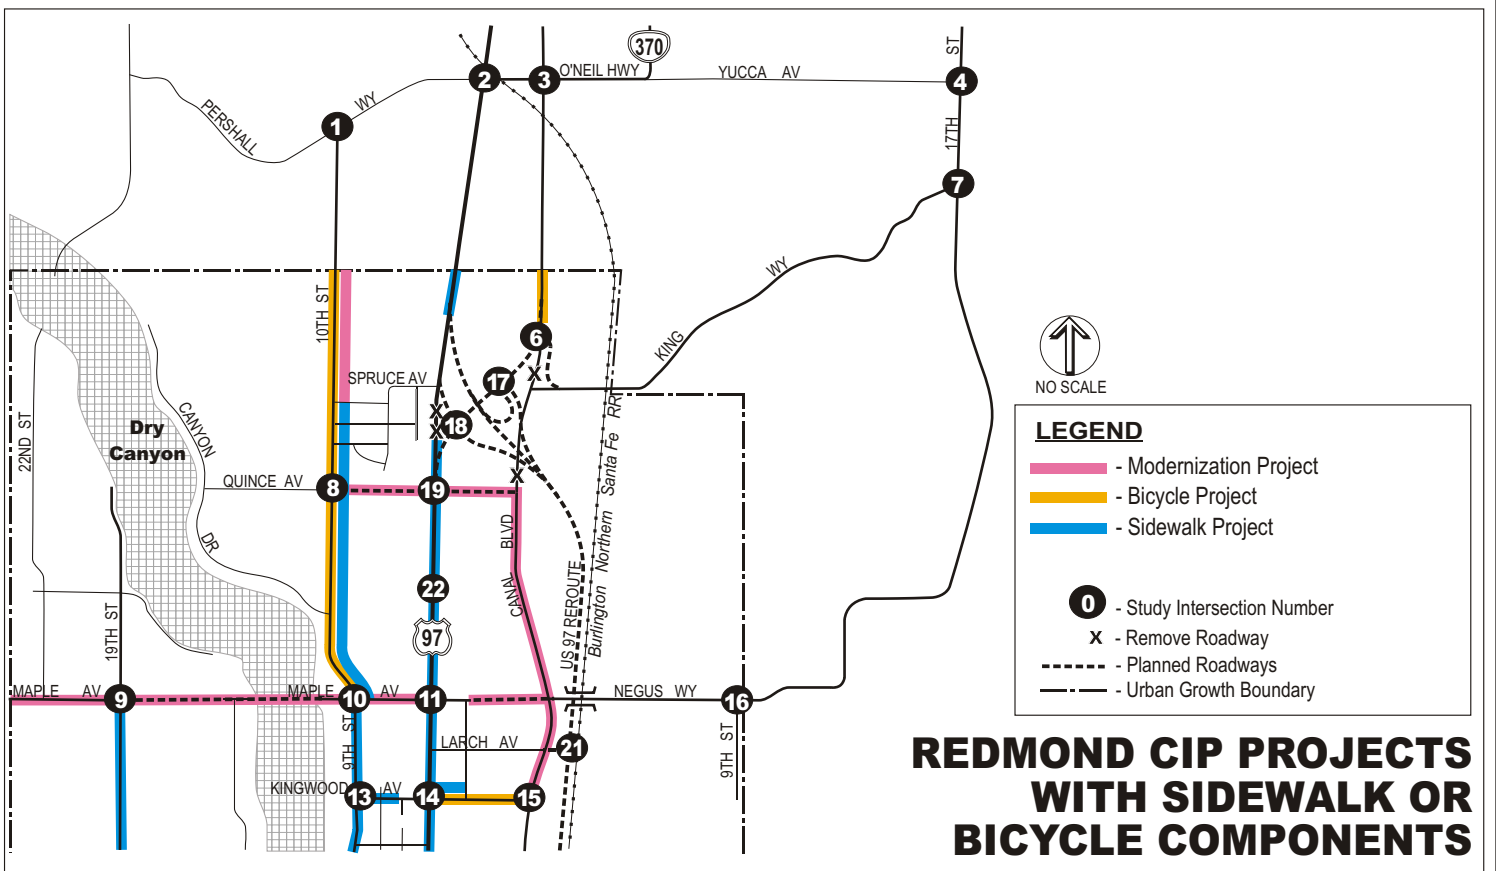 370
ST
2
3
O'NEIL HWY
YUCCA AV
4
PERSHALL
WY
1
17TH
7
WY
10TH ST
6
KING
NO SCALE
SPRUCE AV
17
X
X
X
18
22ND ST
CANYON
DR
Dry
Canyon
QUINCE AV
8
19
X
BLVD
CANAL
Burlington Northern Santa Fe RR
US 97 REROUTE
22
97
19TH ST
MAPLE AV
9
MAPLE AV
10
11
NEGUS WY
16
9TH ST
LARCH AV
21
9TH ST
KINGWOOD AV
13
14
15
LEGEND
- Modernization Project
- Bicycle Project
- Sidewalk Project
0 - Study Intersection Number
X - Remove Roadway
- Planned Roadways
- Urban Growth Boundary
REDMOND CIP PROJECTS
WITH SIDEWALK OR
BICYCLE COMPONENTS